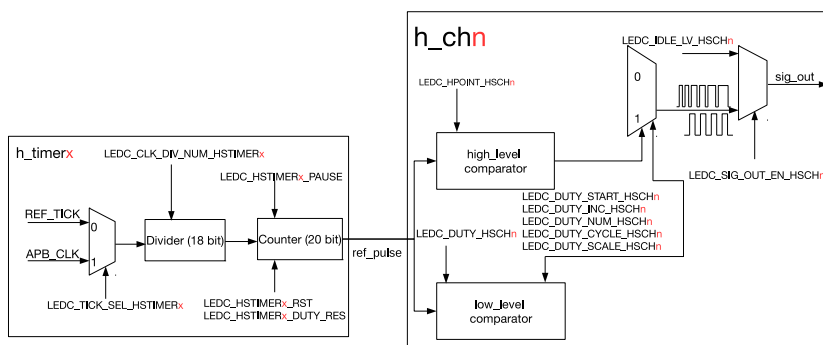 h_chn
LEDC_IDLE_LV_HSCHn
sig_out
0
1
LEDC_HPOINT_HSCHn
high_level
comparator
LEDC_SIG_OUT_EN_HSCHn
LEDC_DUTY_START_HSCHn
LEDC_DUTY_INC_HSCHn
LEDC_DUTY_NUM_HSCHn
LEDC_DUTY_CYCLE_HSCHn
LEDC_DUTY_SCALE_HSCHn
LEDC_DUTY_HSCHn
low_level
comparator
h_timerx
LEDC_CLK_DIV_NUM_HSTIMERx
LEDC_HSTIMERx_PAUSE
REF_TICK
0
APB_CLK
1
Divider (18 bit)
Counter (20 bit)
ref_pulse
LEDC_TICK_SEL_HSTIMERx
LEDC_HSTIMERx_RST
LEDC_HSTIMERx_DUTY_RES